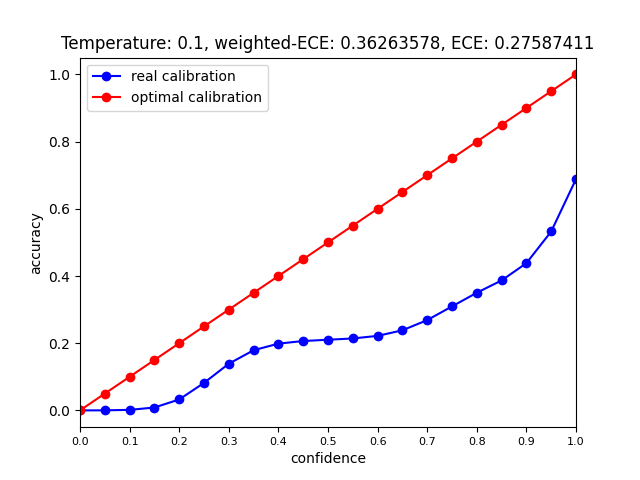 Temperature: 0.1, weighted-ECE: 0.36263578, ECE: 0.27587411
real calibration
optimal calibration
1.0
0.8
0.6
0.4
0.2
0.0
accuracy
0.0 0.1 0.2 0.3 0.4 0.5 0.6 0.7 0.8 0.9 1.0
confidence